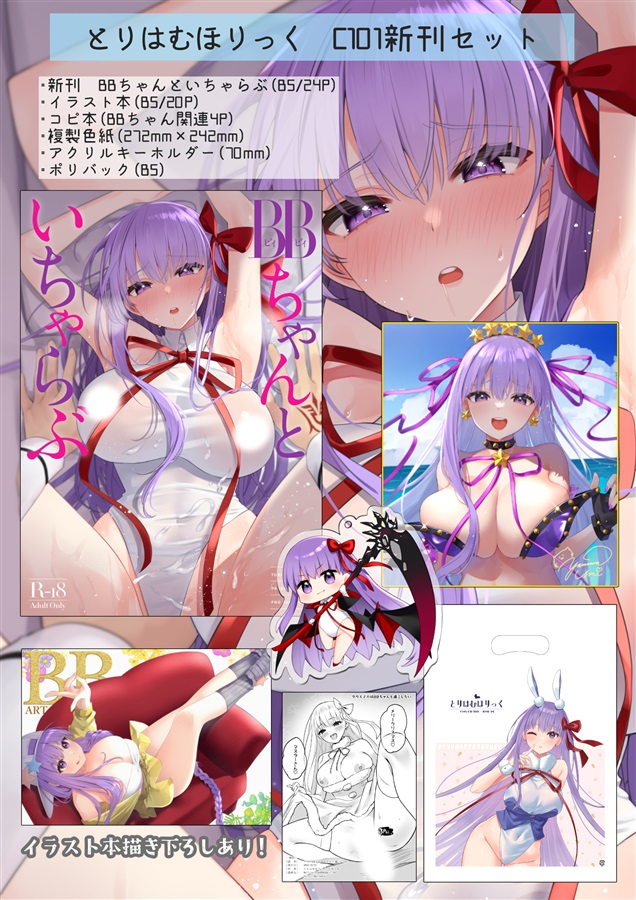 とりはむほりっく C101新刊セット
・新刊 BBちゃんといちゃらぶ(B5/24P)
・イラスト本(B5/20P)
・コピ本(BBちゃん関連4P)
・複製色紙(272mm×242mm)
・アクリルキーホルダー(70mm)
・ポリバック(B5)
BBちゃんと
ビィ ビィ
いちゃらぶ
R-18
Adult Only
BB
ART
とりはむほりっく
イラスト本描き下ろしあり!